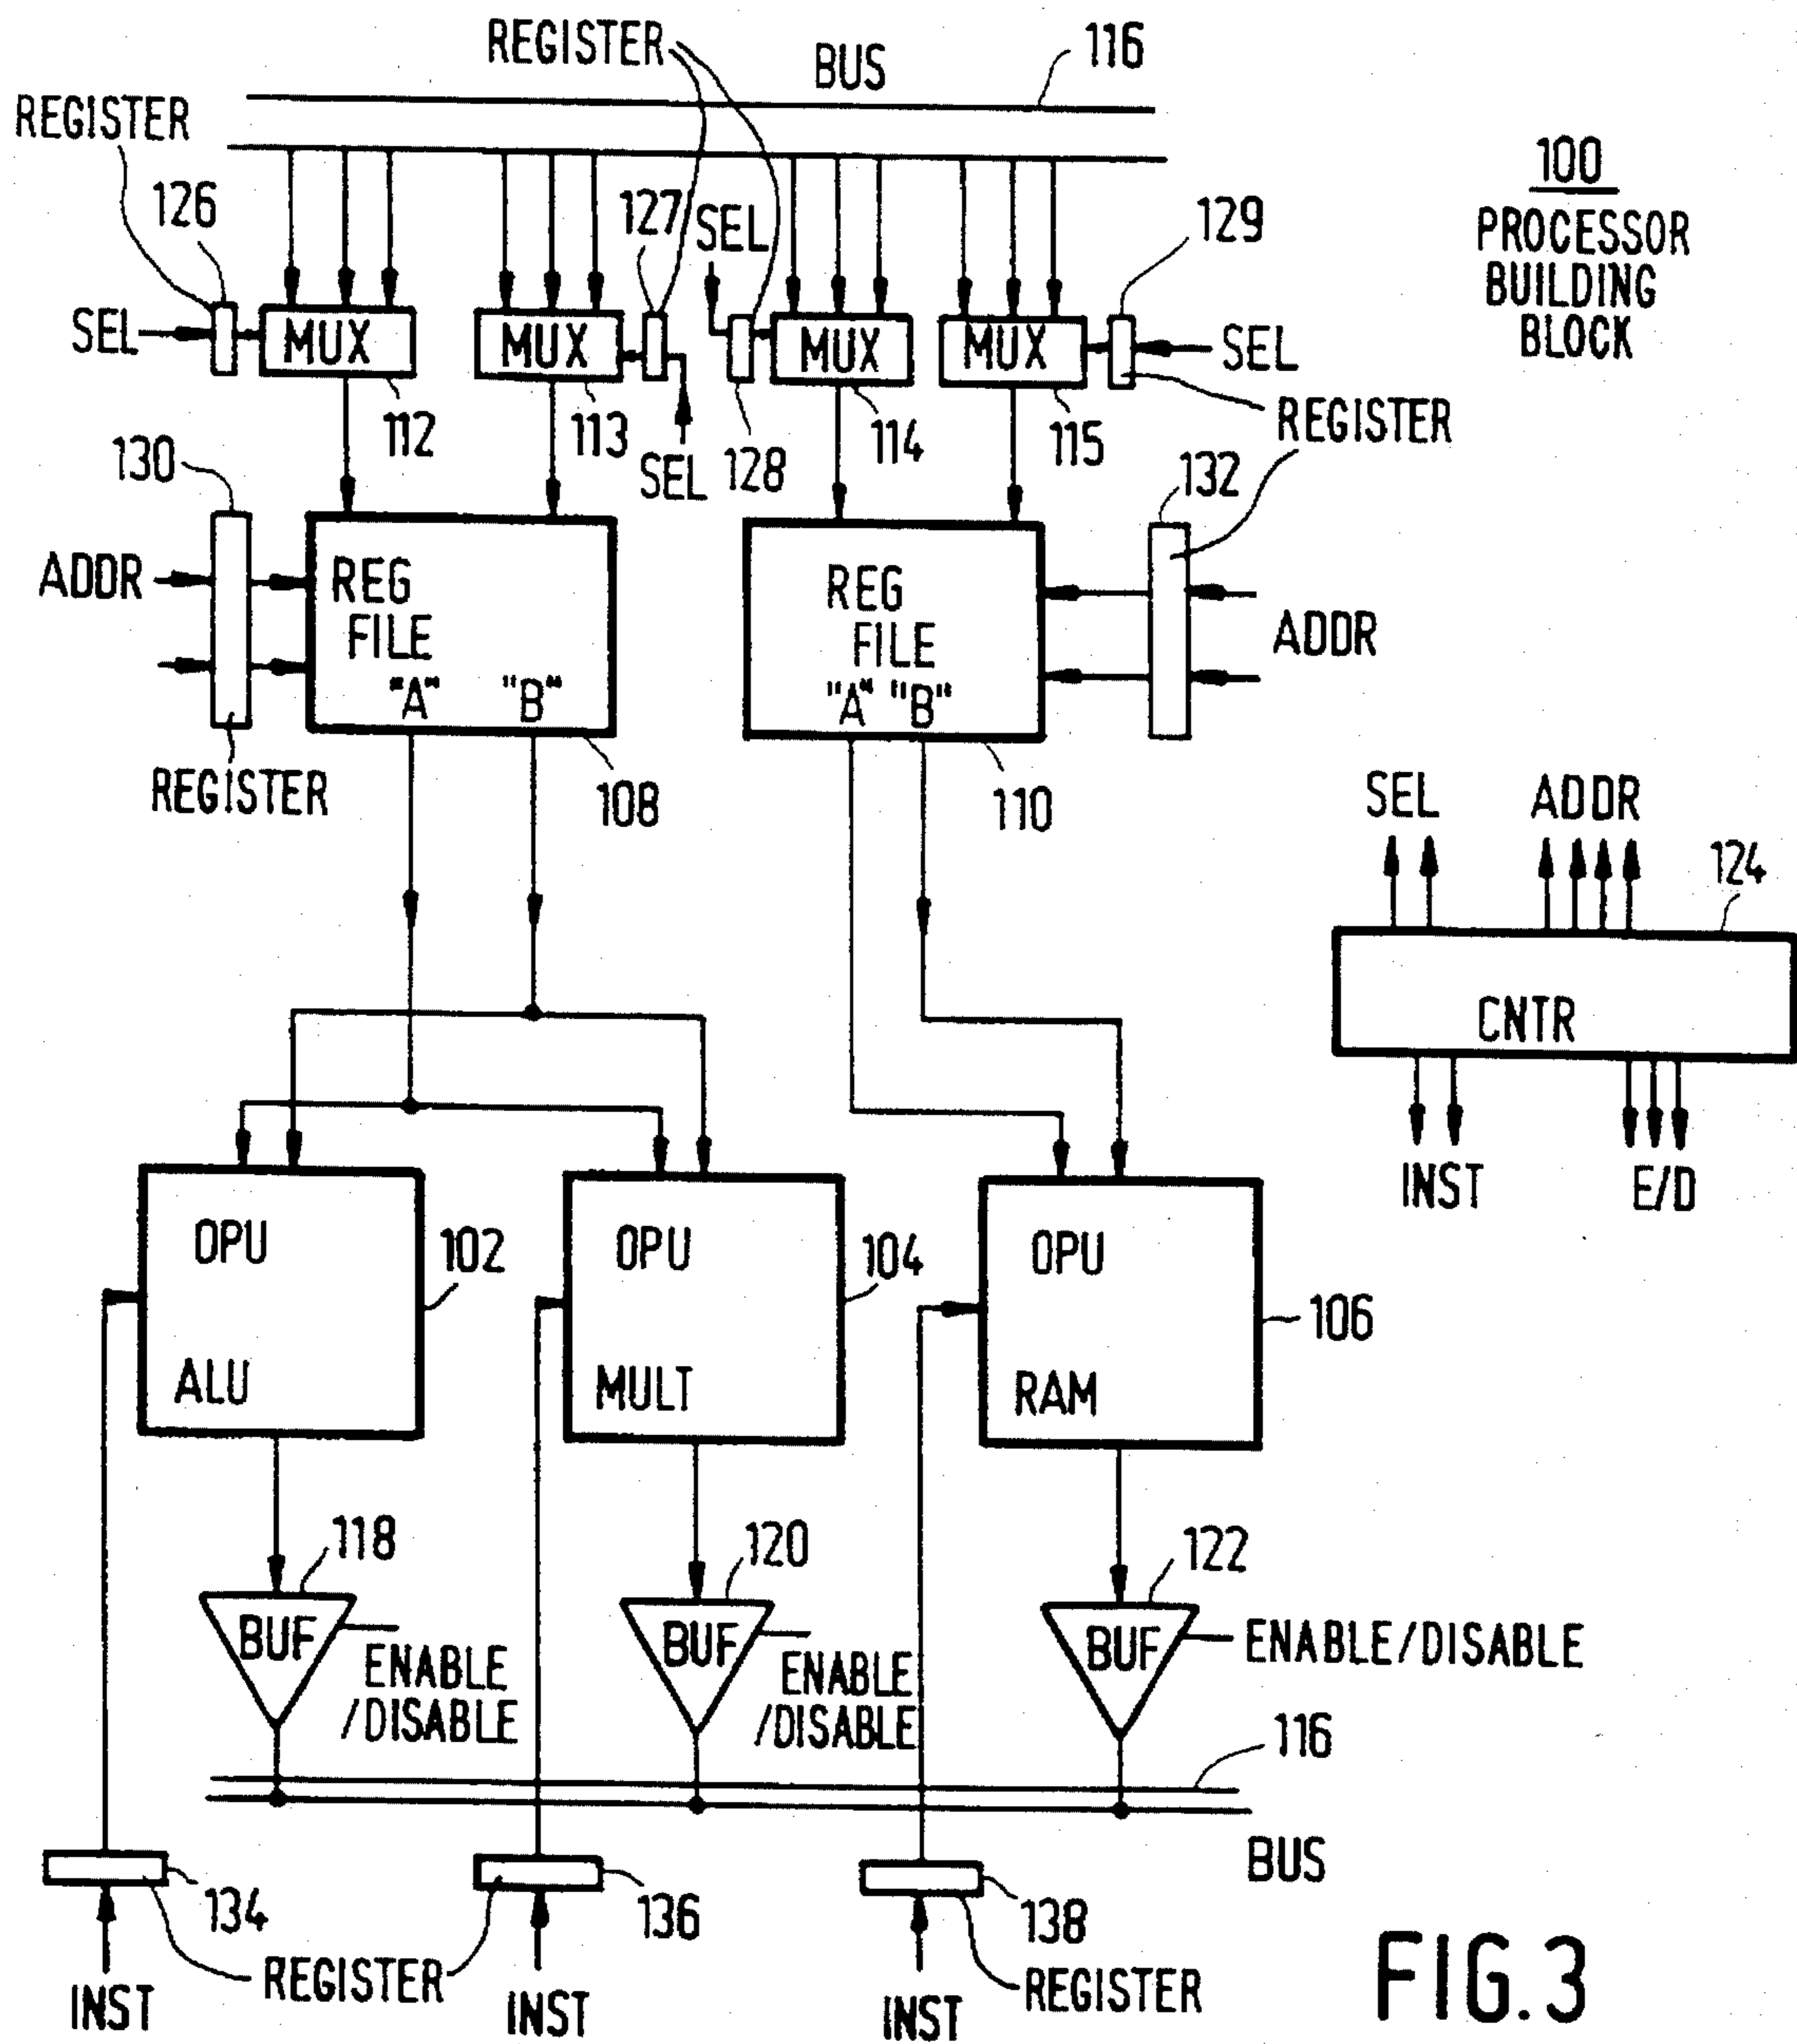 REGISTER
BUS
116
REGISTER
100
PROCESSOR
BUILDING
BLOCK
126
127
SEL
129
SEL
MUX
MUX
MUX
MUX
SEL
112
113
SEL
128
114
115
REGISTER
130
132
ADDR
REG
FILE
"A" "B"
REG
FILE
"A" "B"
ADDR
REGISTER
108
110
SEL
ADDR
124
CNTR
INST
E/D
OPU
102
ALU
OPU
104
MULT
OPU
106
RAM
118
120
122
BUF
ENABLE
/DISABLE
BUF
ENABLE
/DISABLE
BUF
ENABLE/DISABLE
116
BUS
134
136
138
REGISTER
REGISTER
INST
INST
INST
FIG.3